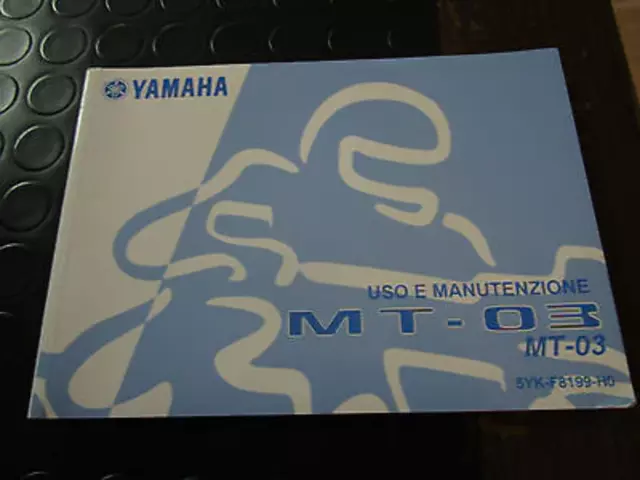 YAMAHA
USO E MANUTENZIONE
MT-03
MT-03
5YK-F8199-H0